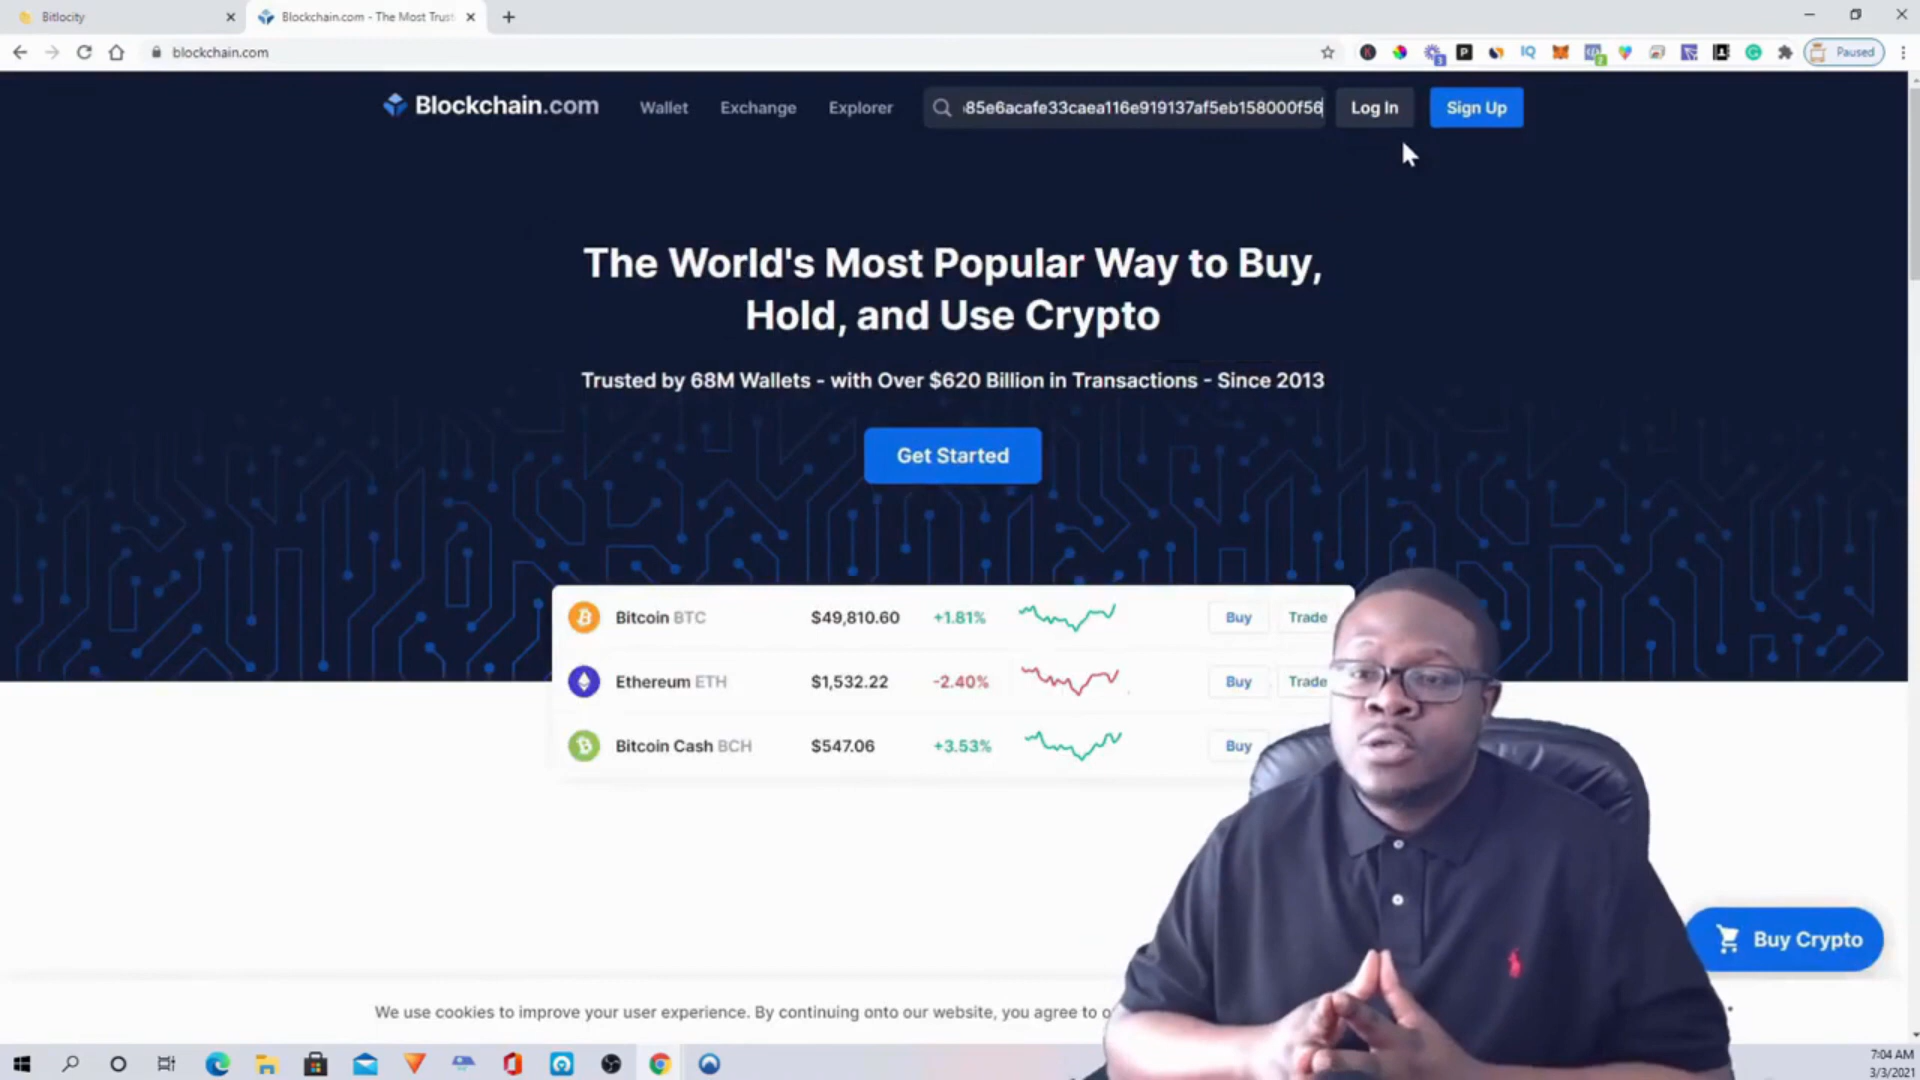 Bitlocity
Blockchain.com - The Most Trust
blockchain.com
Paused
Blockchain.com
Wallet
Exchange
Explorer
85e6acafe33caea116e919137af5eb158000f56
Log In
Sign Up
The World's Most Popular Way to Buy,
Hold, and Use Crypto
Trusted by 68M Wallets - with Over $620 Billion in Transactions - Since 2013
Get Started
Bitcoin BTC $49,810.60 +1.81% Buy Trade
Ethereum ETH $1,532.22 -2.40% Buy Trade
Bitcoin Cash BCH $547.06 +3.53% Buy
Buy Crypto
We use cookies to improve your user experience. By continuing onto our website, you agree to
7:04 AM
3/3/2021